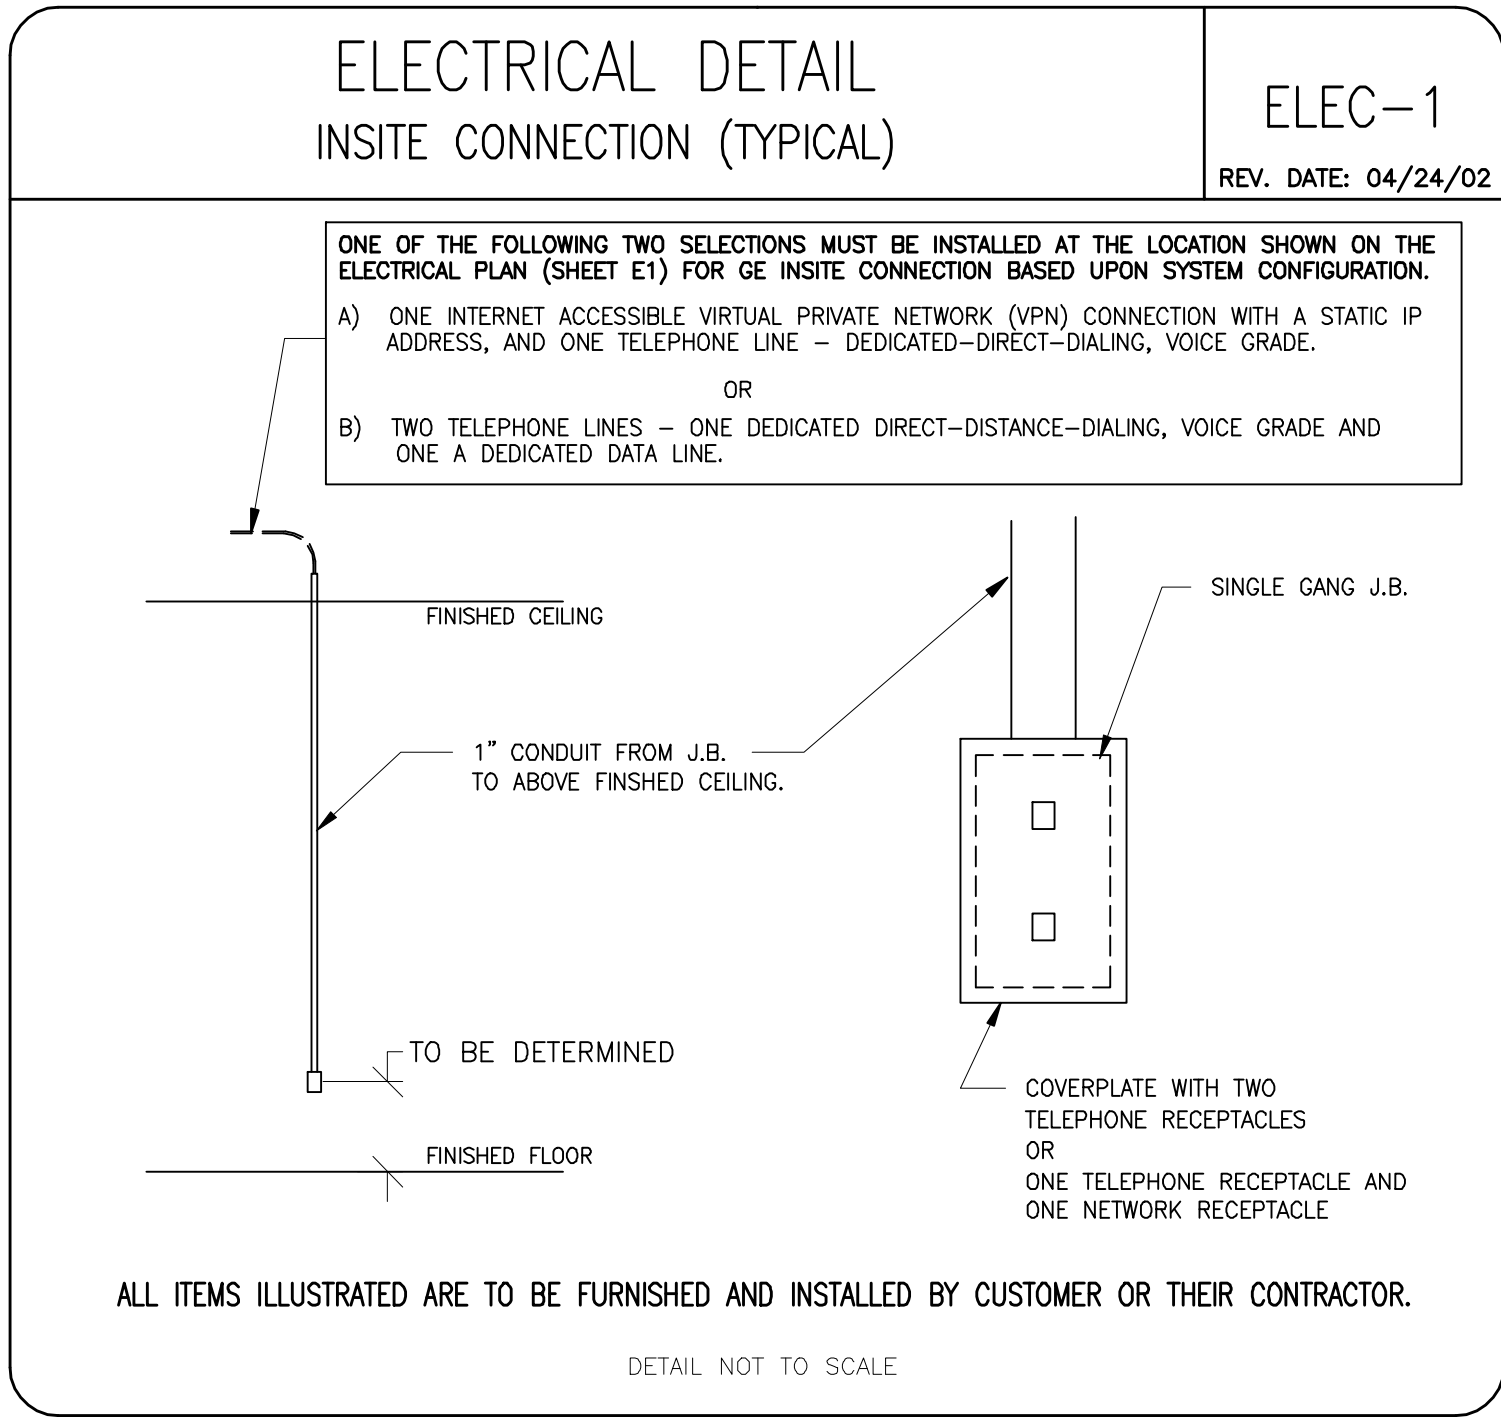 ELECTRICAL DETAIL
INSITE CONNECTION (TYPICAL)
ELEC-1
REV. DATE: 04/24/02
ONE OF THE FOLLOWING TWO SELECTIONS MUST BE INSTALLED AT THE LOCATION SHOWN ON THE
ELECTRICAL PLAN (SHEET E1) FOR GE INSITE CONNECTION BASED UPON SYSTEM CONFIGURATION.
A) ONE INTERNET ACCESSIBLE VIRTUAL PRIVATE NETWORK (VPN) CONNECTION WITH A STATIC IP
ADDRESS, AND ONE TELEPHONE LINE - DEDICATED-DIRECT-DIALING, VOICE GRADE.
OR
B) TWO TELEPHONE LINES - ONE DEDICATED DIRECT-DISTANCE-DIALING, VOICE GRADE AND
ONE A DEDICATED DATA LINE.
FINISHED CEILING
SINGLE GANG J.B.
1" CONDUIT FROM J.B.
TO ABOVE FINSHED CEILING.
TO BE DETERMINED
FINISHED FLOOR
COVERPLATE WITH TWO
TELEPHONE RECEPTACLES
OR
ONE TELEPHONE RECEPTACLE AND
ONE NETWORK RECEPTACLE
ALL ITEMS ILLUSTRATED ARE TO BE FURNISHED AND INSTALLED BY CUSTOMER OR THEIR CONTRACTOR.
DETAIL NOT TO SCALE